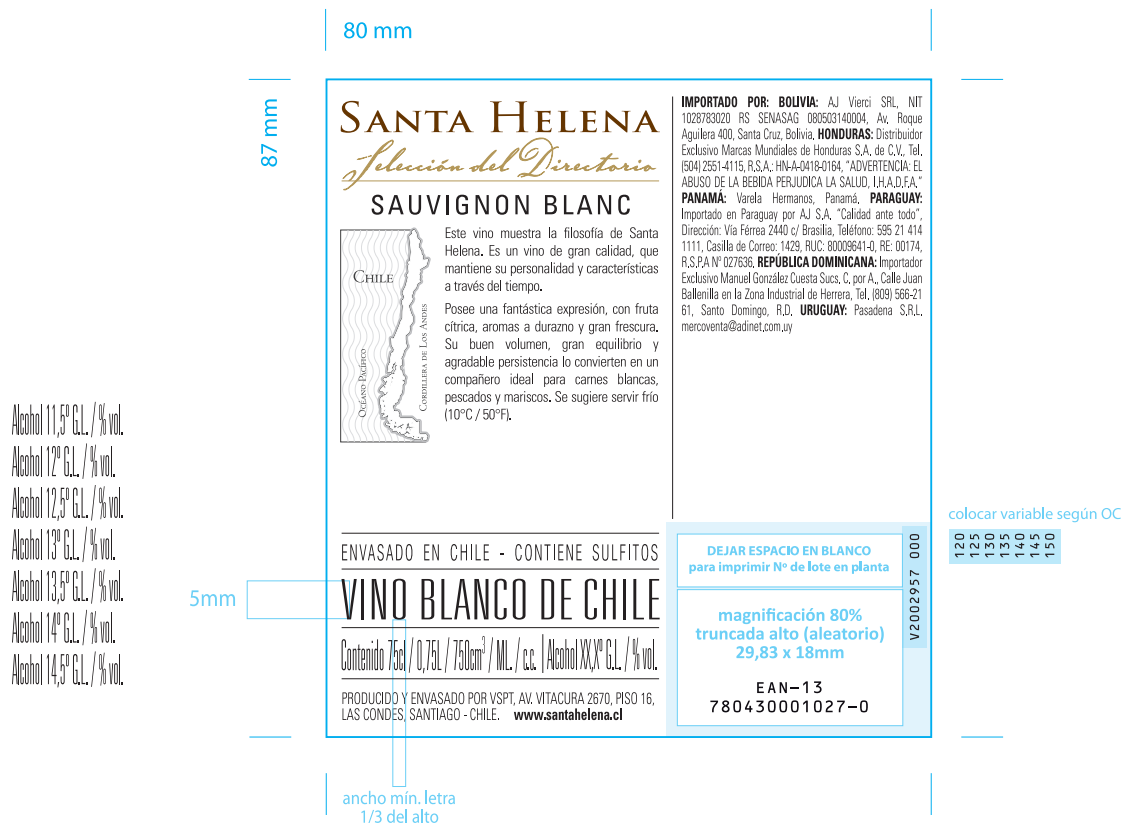 80 mm
87 mm
SANTA HELENA
Selección del Directorio
SAUVIGNON BLANC
CHILE
OCÉANO PACÍFICO
CORDILLERA DE LOS ANDES
Este vino muestra la filosofía de Santa
Helena. Es un vino de gran calidad, que
mantiene su personalidad y características
a través del tiempo.
Posee una fantástica expresión, con fruta
cítrica, aromas a durazno y gran frescura.
Su buen volumen, gran equilibrio y
agradable persistencia lo convierten en un
compañero ideal para carnes blancas,
pescados y mariscos. Se sugiere servir frío
(10°C / 50°F).
IMPORTADO POR: BOLIVIA: AJ Vierci SRL, NIT
1028783020 RS SENASAG 080503140004, Av. Roque
Aguilera 400, Santa Cruz, Bolivia. HONDURAS: Distribuidor
Exclusivo Marcas Mundiales de Honduras S.A. de C.V., Tel.
(504) 2551-4115, R.S.A.: HN-A-0418-0164, "ADVERTENCIA: EL
ABUSO DE LA BEBIDA PERJUDICA LA SALUD, I.H.A.D.F.A."
PANAMÁ: Varela Hermanos, Panamá. PARAGUAY:
Importado en Paraguay por AJ S.A. "Calidad ante todo",
Dirección: Vía Férrea 2440 c/ Brasilia, Teléfono: 595 21 414
1111, Casilla de Correo: 1429, RUC: 80009641-0, RE: 00174,
R.S.P.A Nº 027636. REPÚBLICA DOMINICANA: Importador
Exclusivo Manuel González Cuesta Sucs. C. por A., Calle Juan
Ballenilla en la Zona Industrial de Herrera, Tel. (809) 566-21
61, Santo Domingo, R.D. URUGUAY: Pasadena S.R.L.
mercoventa@adinet.com.uy
Alcohol 11,5º G.L. / % vol.
Alcohol 12º G.L. / % vol.
Alcohol 12,5º G.L. / % vol.
Alcohol 13º G.L. / % vol.
Alcohol 13,5º G.L. / % vol.
Alcohol 14º G.L. / % vol.
Alcohol 14,5º G.L. / % vol.
ENVASADO EN CHILE - CONTIENE SULFITOS
5mm
VINO BLANCO DE CHILE
Contenido 75cl / 0,75L / 750cm³ / ML. / c.c. | Alcohol XX,Xº G.L. / % vol.
PRODUCIDO Y ENVASADO POR VSPT, AV. VITACURA 2670, PISO 16,
LAS CONDES, SANTIAGO - CHILE. www.santahelena.cl
ancho mín. letra
1/3 del alto
DEJAR ESPACIO EN BLANCO
para imprimir Nº de lote en planta
magnificación 80%
truncada alto (aleatorio)
29,83 x 18mm
EAN-13
780430001027-0
V2002957 000
colocar variable según OC
120
125
130
135
140
145
150